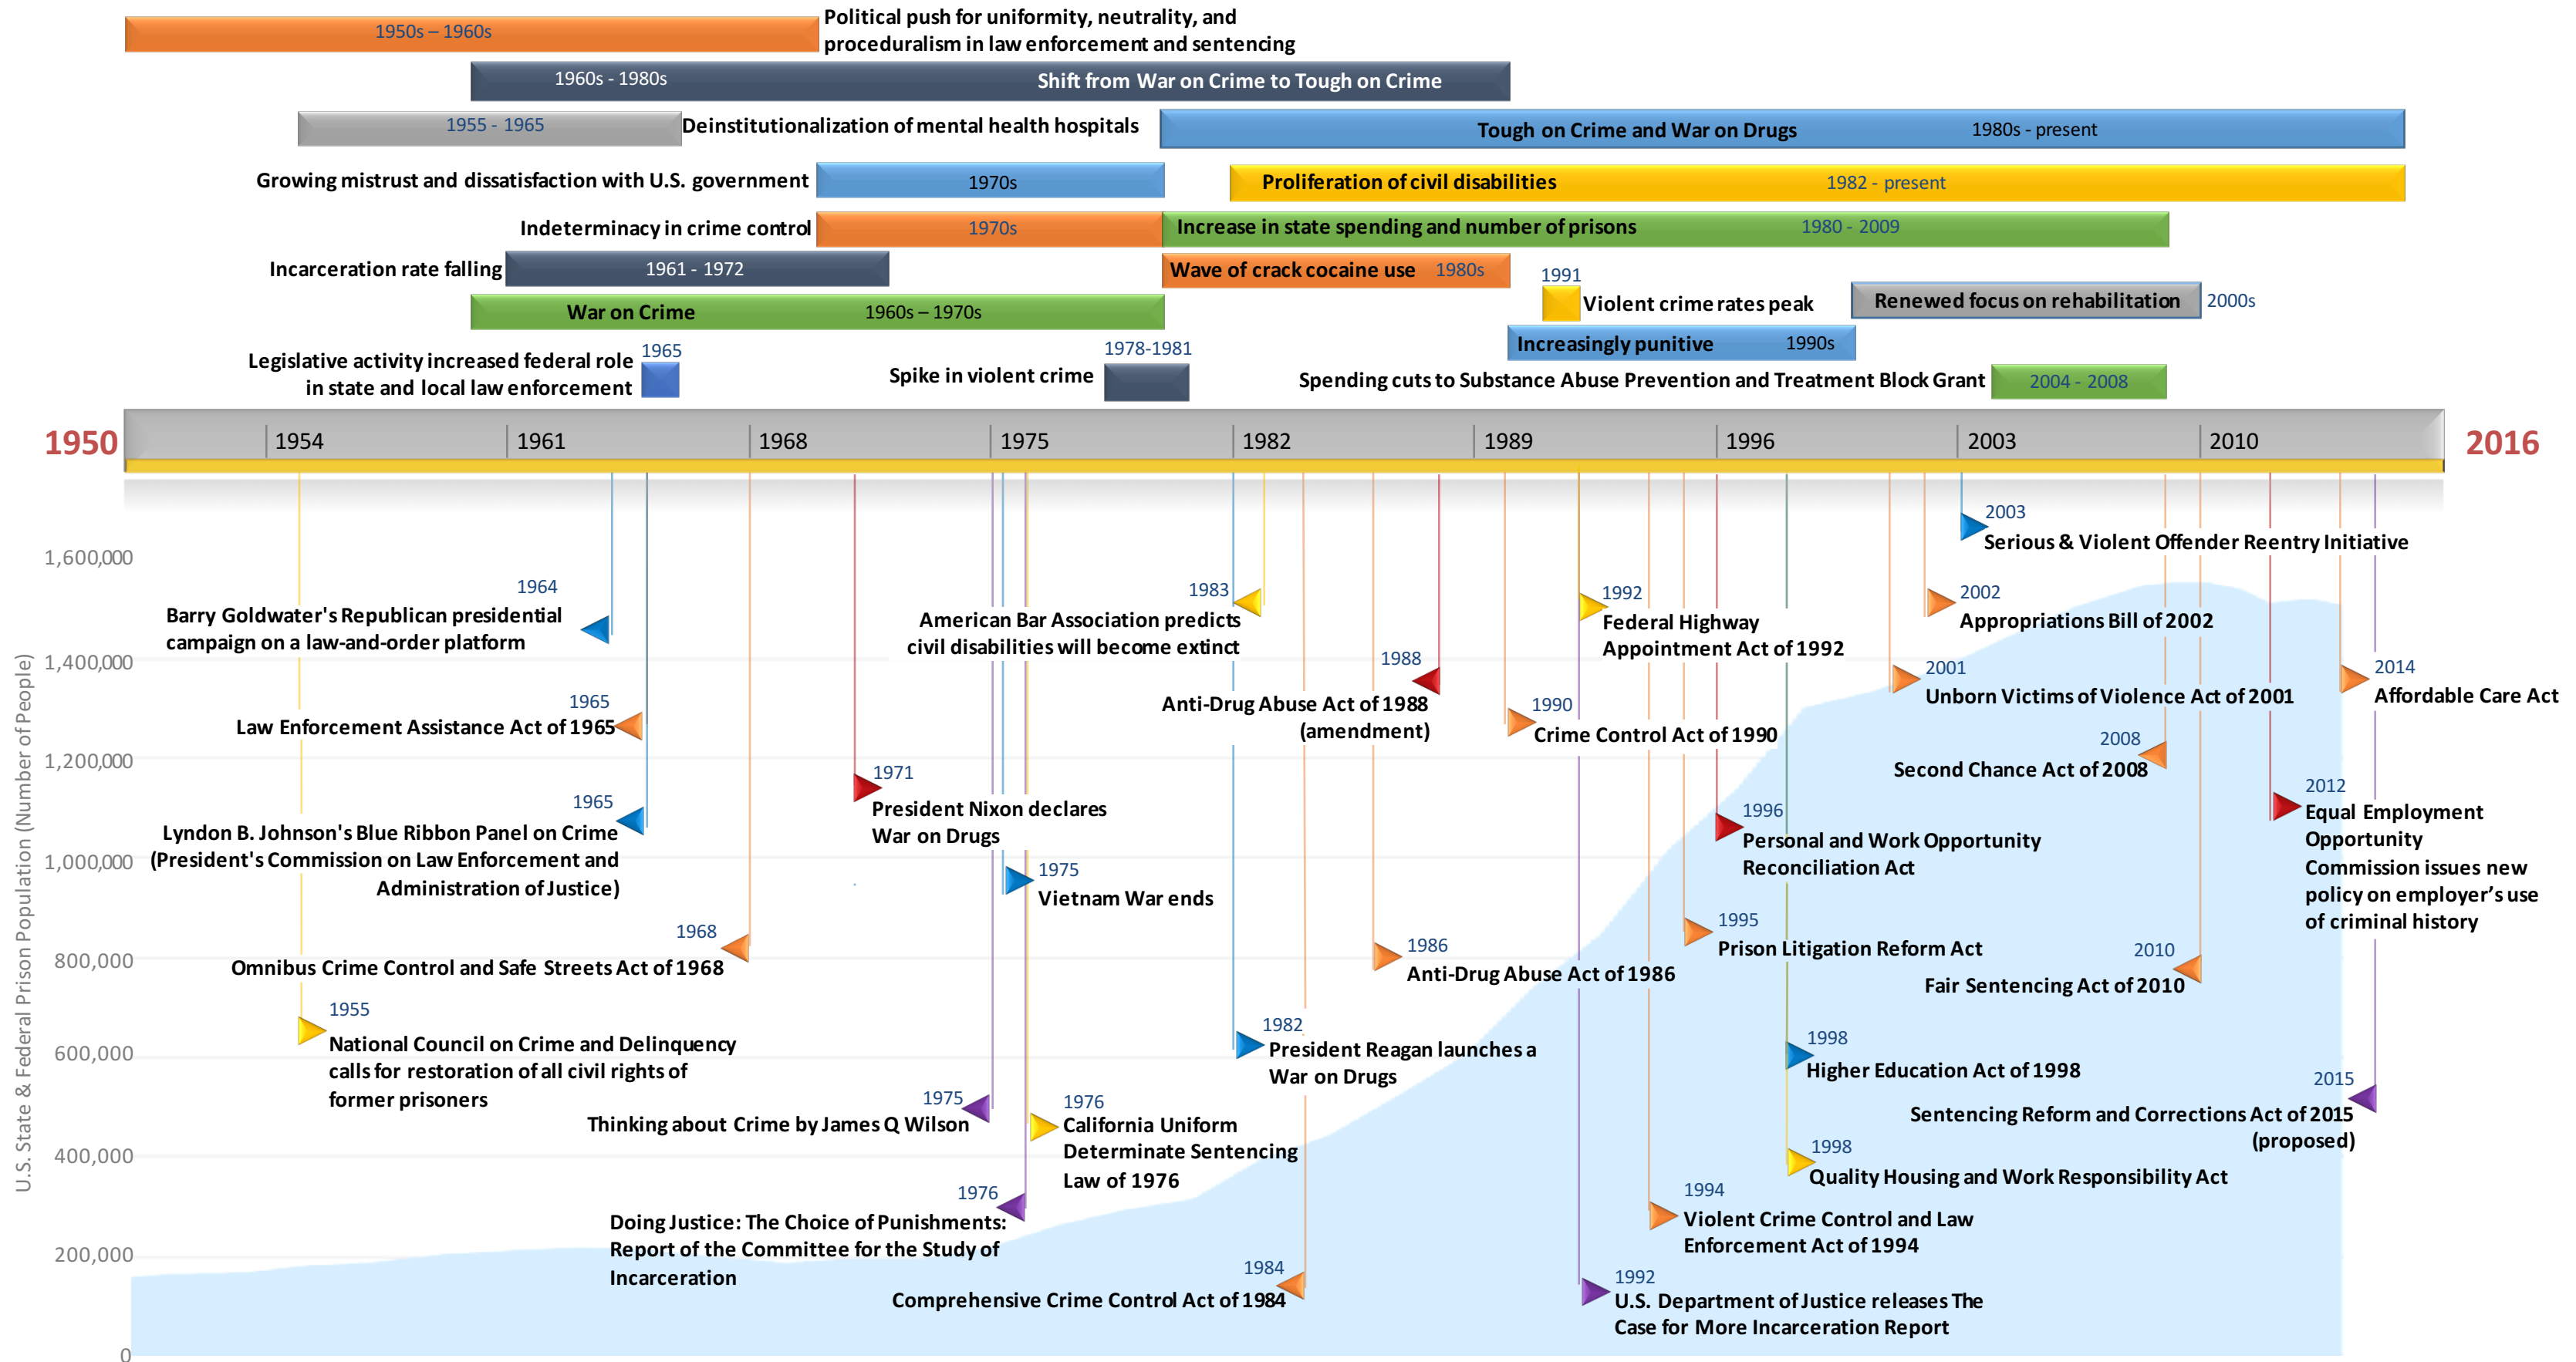 1950s – 1960s
Political push for uniformity, neutrality, and
proceduralism in law enforcement and sentencing
1960s - 1980s
Shift from War on Crime to Tough on Crime
1955 - 1965
Deinstitutionalization of mental health hospitals
Tough on Crime and War on Drugs
1980s - present
Growing mistrust and dissatisfaction with U.S. government
1970s
Proliferation of civil disabilities
1982 - present
Indeterminacy in crime control
1970s
Increase in state spending and number of prisons
1980 - 2009
Incarceration rate falling
1961 - 1972
Wave of crack cocaine use
1980s
1991
Violent crime rates peak
Renewed focus on rehabilitation
2000s
War on Crime
1960s – 1970s
Increasingly punitive
1990s
Legislative activity increased federal role
in state and local law enforcement
1965
Spike in violent crime
1978-1981
Spending cuts to Substance Abuse Prevention and Treatment Block Grant
2004 - 2008
1950
1954
1961
1968
1975
1982
1989
1996
2003
2010
2016
U.S. State & Federal Prison Population (Number of People)
1,600,000
1,400,000
1,200,000
1,000,000
800,000
600,000
400,000
200,000
0
2003
Serious & Violent Offender Reentry Initiative
1964
Barry Goldwater's Republican presidential
campaign on a law-and-order platform
1983
American Bar Association predicts
civil disabilities will become extinct
1992
Federal Highway
Appointment Act of 1992
2002
Appropriations Bill of 2002
1988
Anti-Drug Abuse Act of 1988
(amendment)
2001
Unborn Victims of Violence Act of 2001
2014
Affordable Care Act
1965
Law Enforcement Assistance Act of 1965
1990
Crime Control Act of 1990
2008
Second Chance Act of 2008
1971
President Nixon declares
War on Drugs
1965
Lyndon B. Johnson's Blue Ribbon Panel on Crime
(President's Commission on Law Enforcement and
Administration of Justice)
1996
Personal and Work Opportunity
Reconciliation Act
2012
Equal Employment
Opportunity
Commission issues new
policy on employer’s use
of criminal history
1975
Vietnam War ends
1968
Omnibus Crime Control and Safe Streets Act of 1968
1986
Anti-Drug Abuse Act of 1986
1995
Prison Litigation Reform Act
2010
Fair Sentencing Act of 2010
1955
National Council on Crime and Delinquency
calls for restoration of all civil rights of
former prisoners
1982
President Reagan launches a
War on Drugs
1998
Higher Education Act of 1998
1975
Thinking about Crime by James Q Wilson
1976
California Uniform
Determinate Sentencing
Law of 1976
2015
Sentencing Reform and Corrections Act of 2015
(proposed)
1998
Quality Housing and Work Responsibility Act
1976
Doing Justice: The Choice of Punishments:
Report of the Committee for the Study of
Incarceration
1994
Violent Crime Control and Law
Enforcement Act of 1994
1984
Comprehensive Crime Control Act of 1984
1992
U.S. Department of Justice releases The
Case for More Incarceration Report